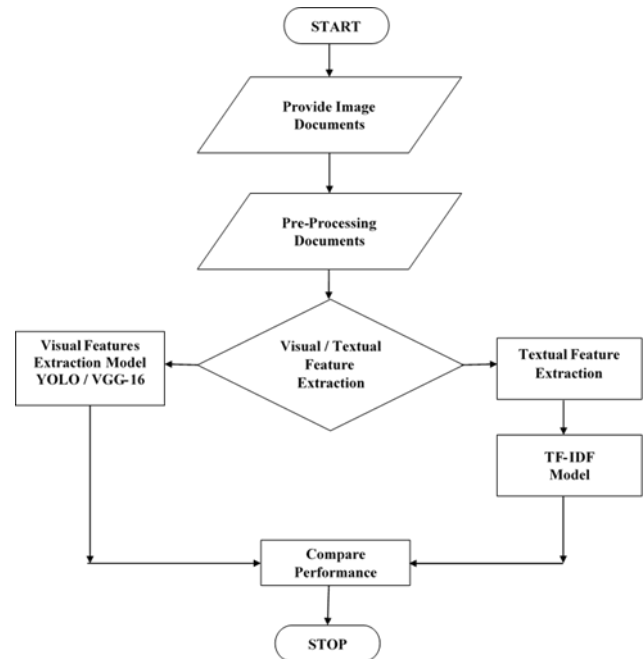 START
Provide Image
Documents
Pre-Processing
Documents
Visual / Textual
Feature
Extraction
Visual Features
Extraction Model
YOLO / VGG-16
Textual Feature
Extraction
TF-IDF
Model
Compare
Performance
STOP